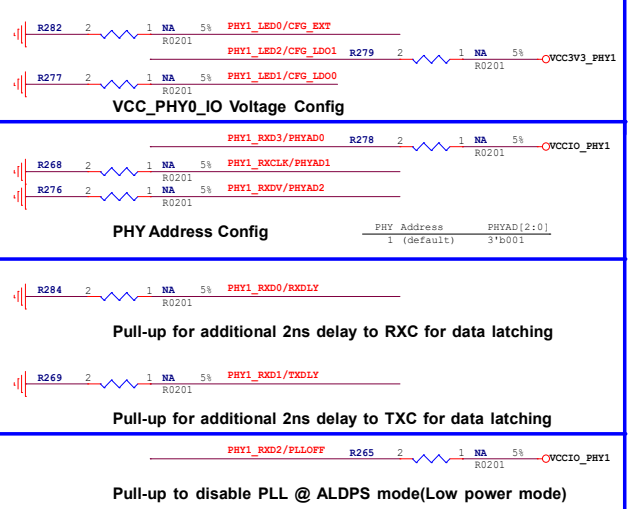 R282 2 1 NA 5% PHY1_LED0/CFG_EXT
R0201
PHY1_LED2/CFG_LDO1 R279 2 1 NA 5% VCC3V3_PHY1
R0201
R277 2 1 NA 5% PHY1_LED1/CFG_LDO0
R0201
VCC_PHY0_IO Voltage Config
PHY1_RXD3/PHYAD0 R278 2 1 NA 5% VCCIO_PHY1
R0201
R268 2 1 NA 5% PHY1_RXCLK/PHYAD1
R0201
R276 2 1 NA 5% PHY1_RXDV/PHYAD2
R0201
PHY Address Config
PHY Address PHYAD[2:0]
1 (default) 3'b001
R284 2 1 NA 5% PHY1_RXD0/RXDLY
R0201
Pull-up for additional 2ns delay to RXC for data latching
R269 2 1 NA 5% PHY1_RXD1/TXDLY
R0201
Pull-up for additional 2ns delay to TXC for data latching
PHY1_RXD2/PLLOFF R265 2 1 NA 5% VCCIO_PHY1
R0201
Pull-up to disable PLL @ ALDPS mode(Low power mode)